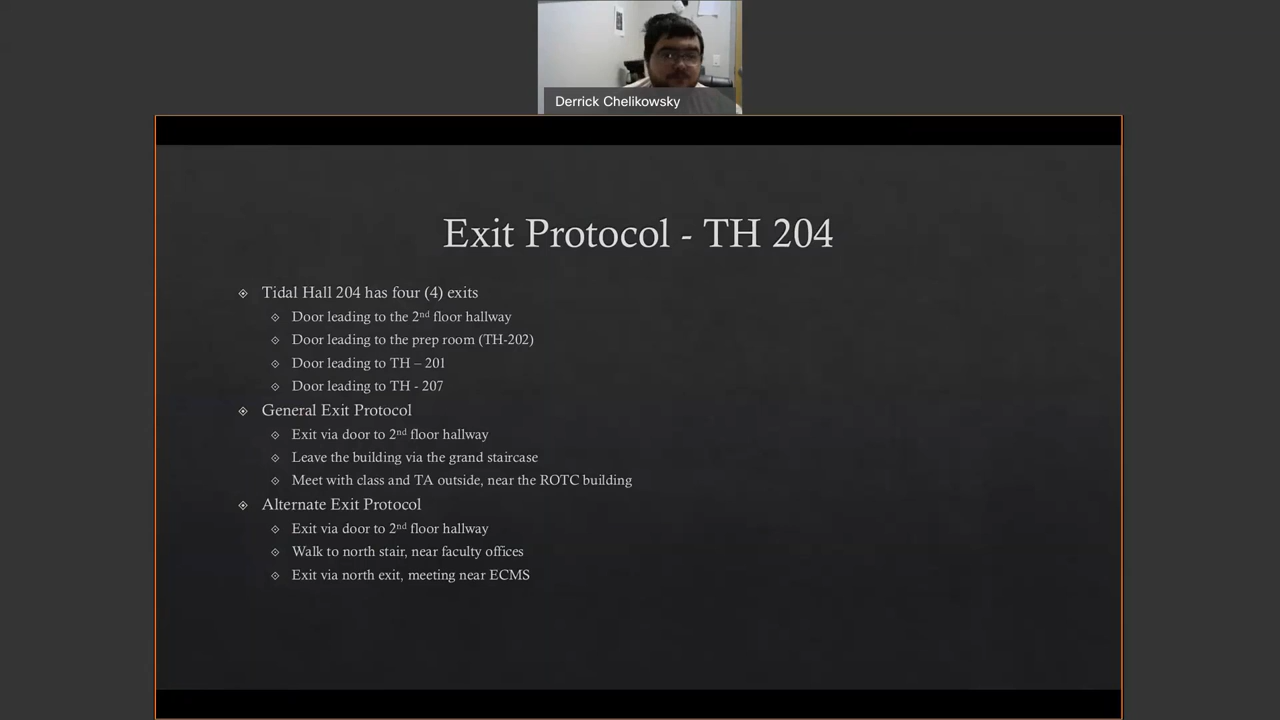 Derrick Chelikowsky
Exit Protocol - TH 204
Tidal Hall 204 has four (4) exits
Door leading to the 2nd floor hallway
Door leading to the prep room (TH-202)
Door leading to TH – 201
Door leading to TH - 207
General Exit Protocol
Exit via door to 2nd floor hallway
Leave the building via the grand staircase
Meet with class and TA outside, near the ROTC building
Alternate Exit Protocol
Exit via door to 2nd floor hallway
Walk to north stair, near faculty offices
Exit via north exit, meeting near ECMS